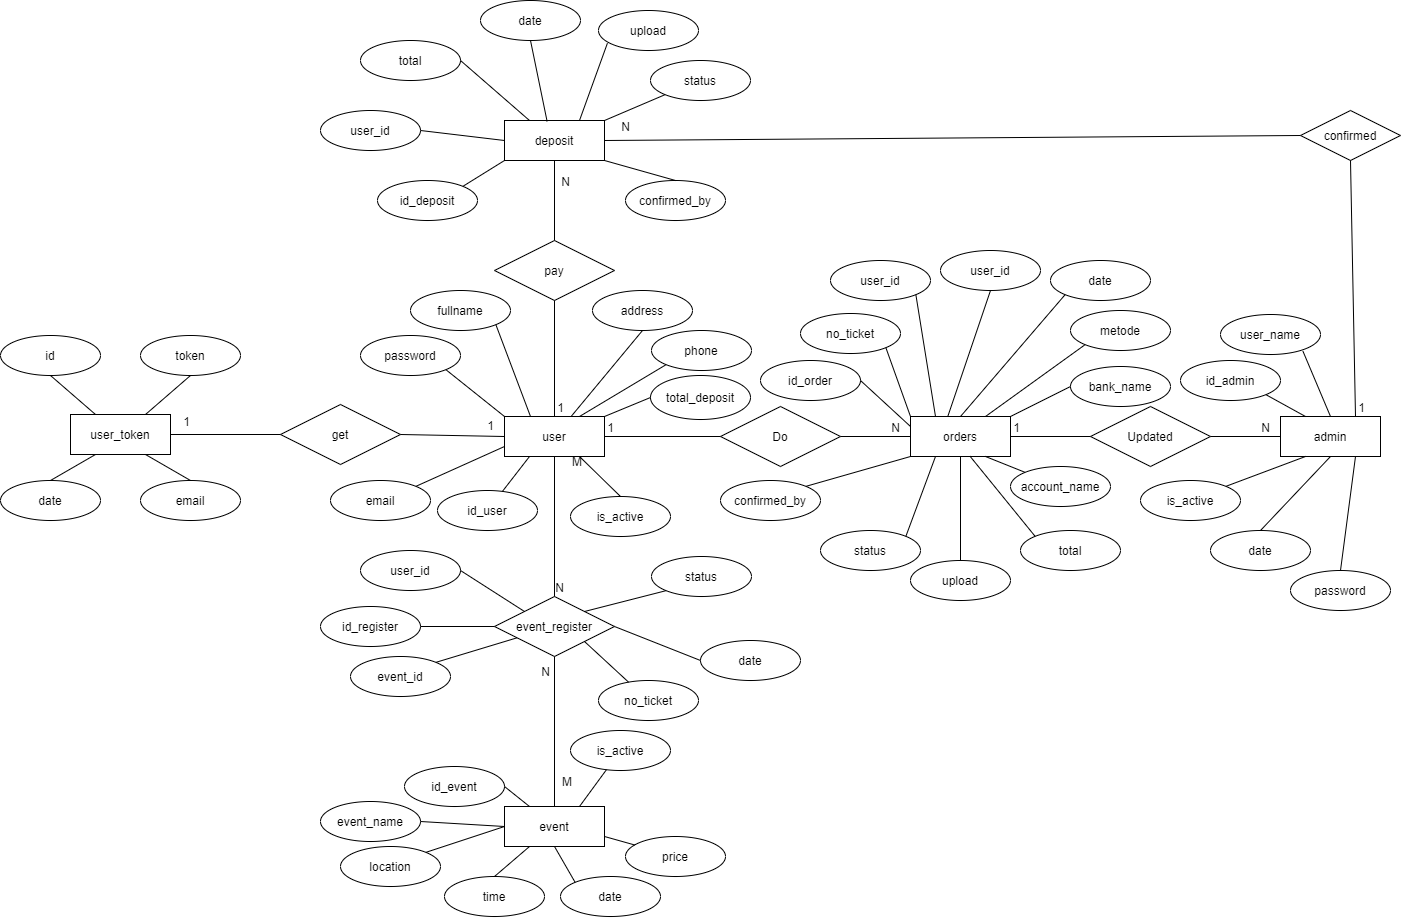 date
upload
total
status
user_id
N
deposit
confirmed
N
id_deposit
confirmed_by
pay
user_id
user_id
date
fullname
address
no_ticket
metode
user_name
id
token
password
phone
id_order
bank_name
id_admin
total_deposit
1
1
user_token
1
get
1
user
1
Do
N
orders
1
Updated
N
admin
M
date
email
email
id_user
is_active
confirmed_by
account_name
is_active
status
upload
total
date
password
user_id
status
N
id_register
event_register
event_id
N
date
no_ticket
is_active
id_event
M
event_name
event
location
price
time
date